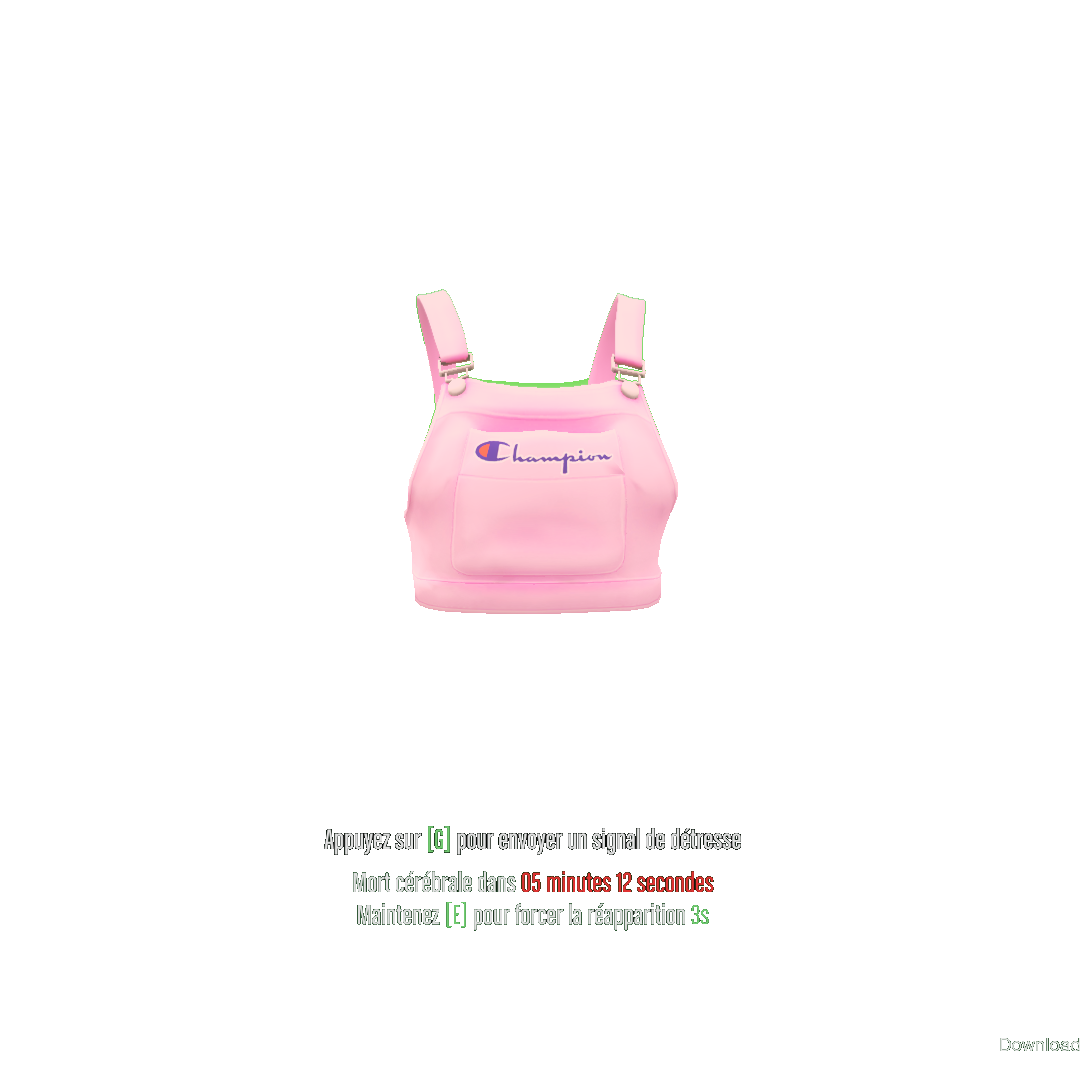 Champion
Appuyez sur [G] pour envoyer un signal de détresse
Mort cérébrale dans 05 minutes 12 secondes
Maintenez [E] pour forcer la réapparition 3s
Download